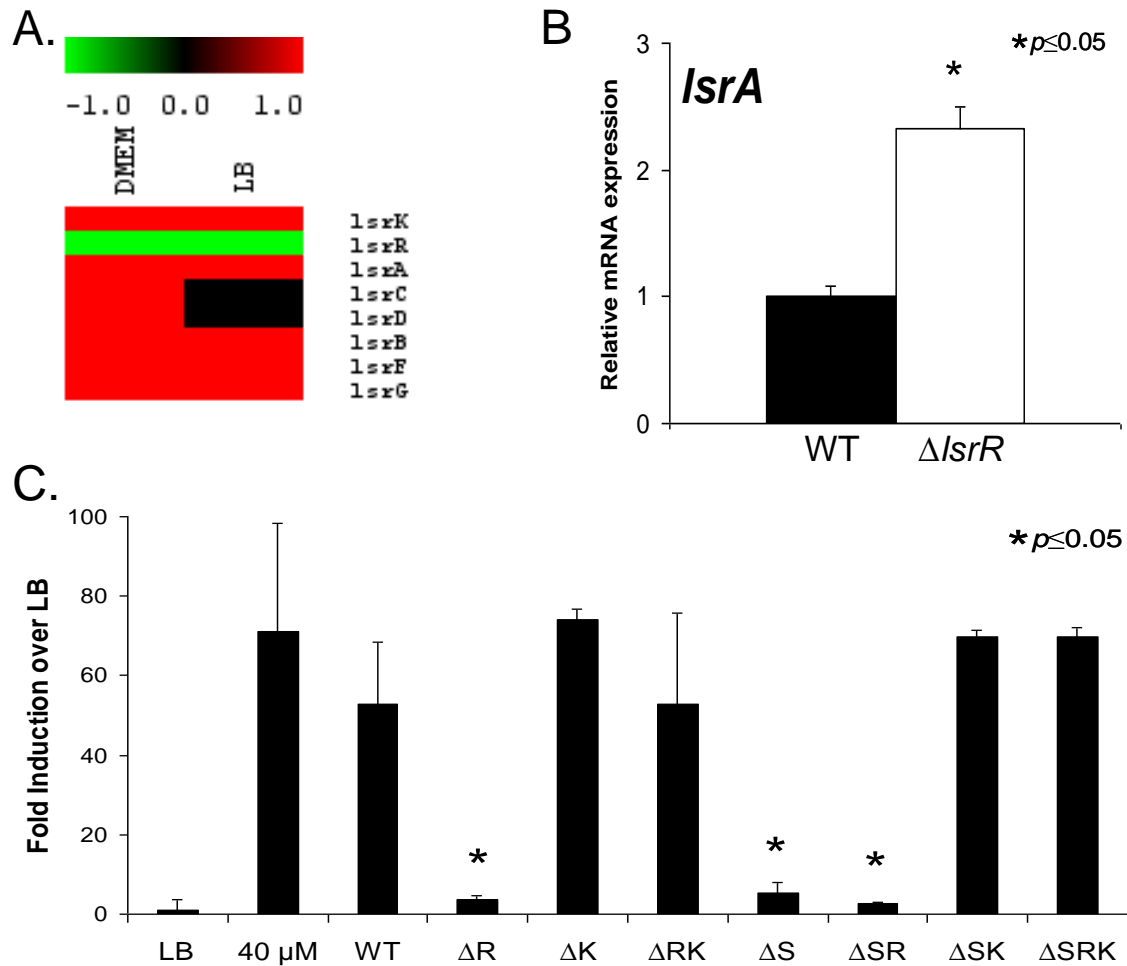 A.
-1.0 0.0 1.0
DMEM
LB
lsrK
lsrR
lsrA
lsrC
lsrD
lsrB
lsrF
lsrG
B
*p≤0.05
lsrA
*
Relative mRNA expression
3
2
1
0
WT ΔlsrR
C.
*p≤0.05
Fold Induction over LB
100
80
60
40
20
0
* * *
LB 40 µM WT ΔR ΔK ΔRK ΔS ΔSR ΔSK ΔSRK